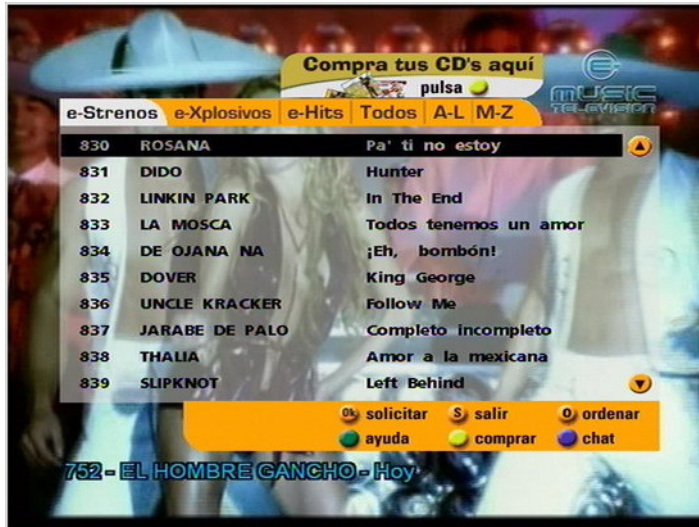 Compra tus CD's aquí
pulsa
e MUSIC
TELEVISION
e-Strenos e-Xplosivos e-Hits Todos A-L M-Z
830 ROSANA Pa' ti no estoy
831 DIDO Hunter
832 LINKIN PARK In The End
833 LA MOSCA Todos tenemos un amor
834 DE OJANA NA ¡Eh, bombón!
835 DOVER King George
836 UNCLE KRACKER Follow Me
837 JARABE DE PALO Completo incompleto
838 THALIA Amor a la mexicana
839 SLIPKNOT Left Behind
Ok solicitar S salir O ordenar
ayuda comprar chat
752 - EL HOMBRE GANCHO - Hoy